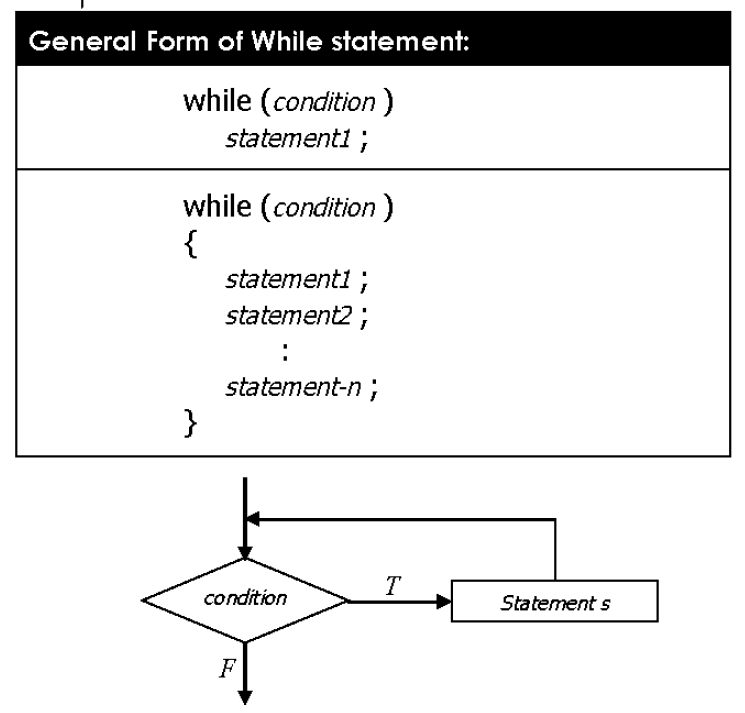 General Form of While statement:
while (condition )
statement1 ;
while (condition )
{
statement1 ;
statement2 ;
:
statement-n ;
}
condition
T
Statement s
F